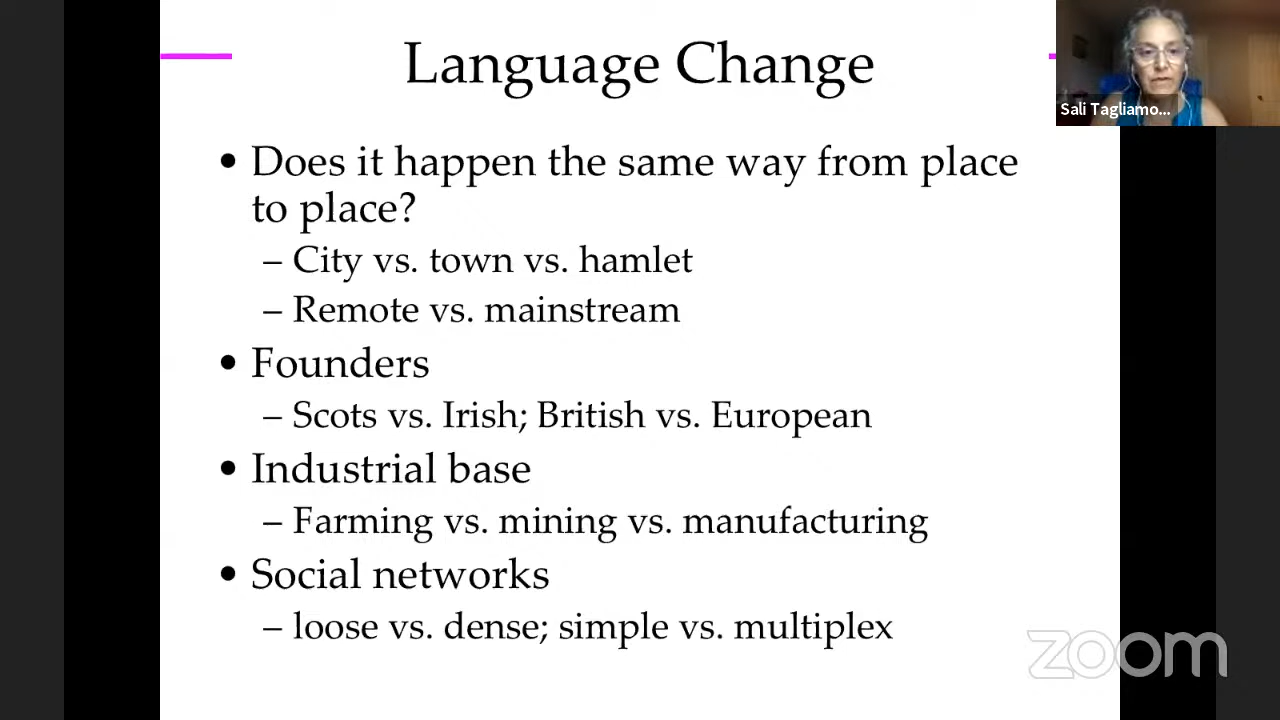 Language Change
Sali Tagliamo...
• Does it happen the same way from place
to place?
– City vs. town vs. hamlet
– Remote vs. mainstream
• Founders
– Scots vs. Irish; British vs. European
• Industrial base
– Farming vs. mining vs. manufacturing
• Social networks
– loose vs. dense; simple vs. multiplex
zoom